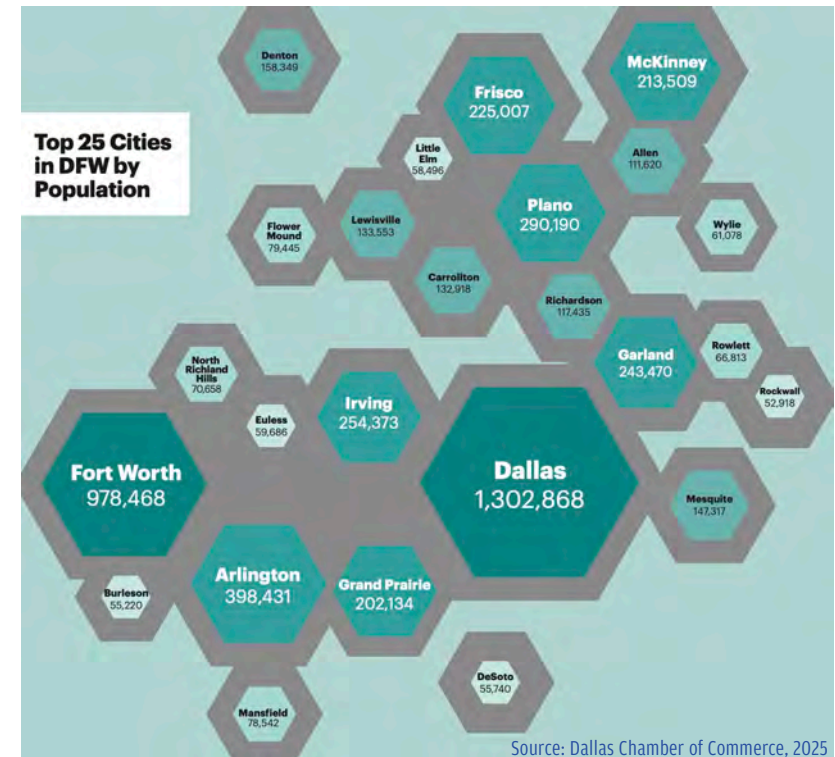 Top 25 Cities
in DFW by
Population
Denton
158,349
Frisco
225,007
McKinney
213,509
Little
Elm
58,496
Allen
111,620
Plano
290,190
Flower
Mound
79,445
Lewisville
133,553
Wylie
61,078
Carrollton
132,918
Richardson
117,435
Garland
243,470
Rowlett
66,813
Rockwall
52,918
North
Richland
Hills
70,658
Euless
59,686
Irving
254,373
Fort Worth
978,468
Dallas
1,302,868
Mesquite
147,317
Burleson
55,220
Arlington
398,431
Grand Prairie
202,134
DeSoto
55,740
Mansfield
78,542
Source: Dallas Chamber of Commerce, 2025